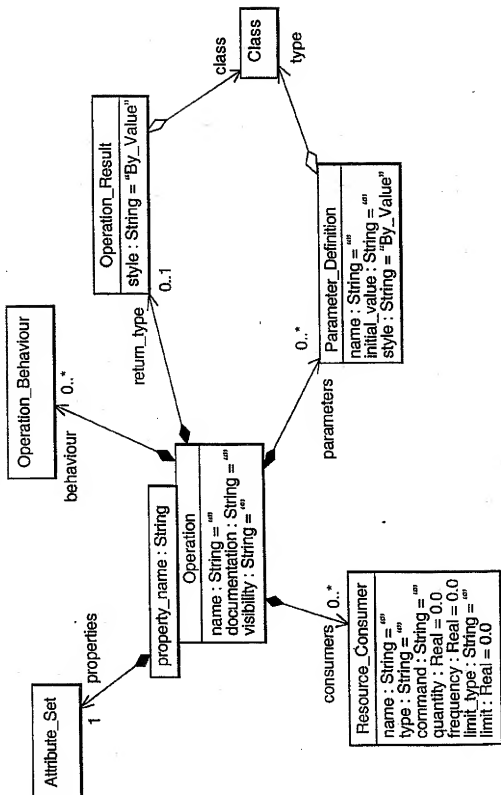 Attribute_Set
1
properties
Operation_Behaviour
0..*
behaviour
property_name : String
Operation
name : String = “”
documentation : String = “”
visibility : String = “”
return_type
0..1
Operation_Result
style : String = "By_Value"
class
Class
type
parameters
0..*
Parameter_Definition
name : String = “”
initial_value : String = “”
style : String = "By_Value"
consumers
0..*
Resource_Consumer
name : String = “”
type : String = “”
command : String = “”
quantity : Real = 0.0
frequency : Real = 0.0
limit_type : String = “”
limit : Real = 0.0